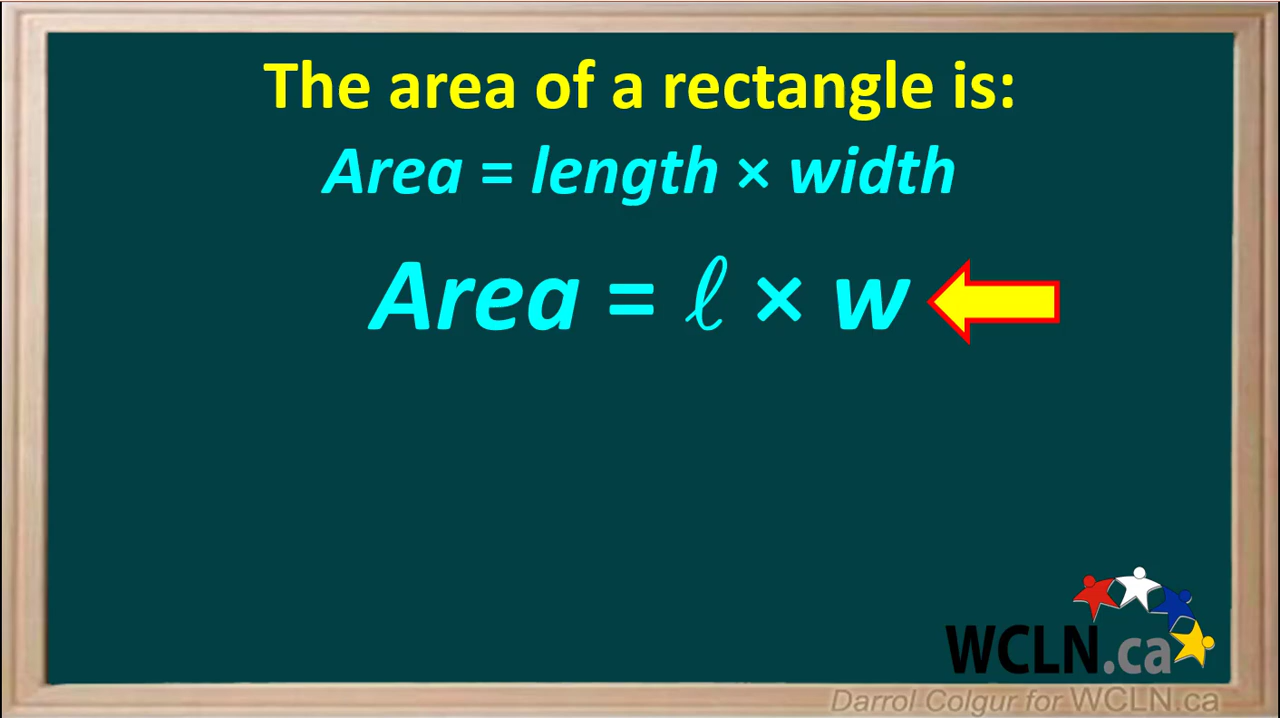 The area of a rectangle is:
Area = length × width
Area = ℓ × w
WCLN.ca
Darrol Colgur for WCLN.ca